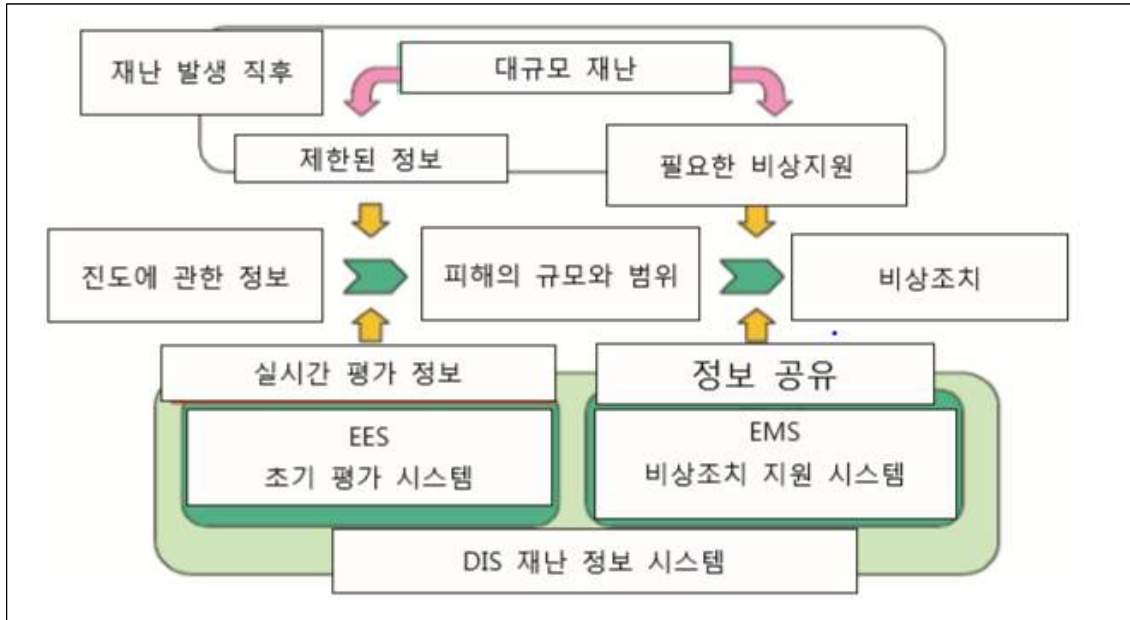 재난 발생 직후
대규모 재난
제한된 정보
필요한 비상지원
진도에 관한 정보
피해의 규모와 범위
비상조치
실시간 평가 정보
정보 공유
EES
초기 평가 시스템
EMS
비상조치 지원 시스템
DIS 재난 정보 시스템